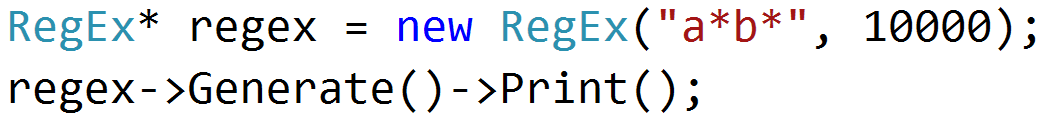 RegEx* regex = new RegEx("a*b*", 10000);
regex->Generate()->Print();